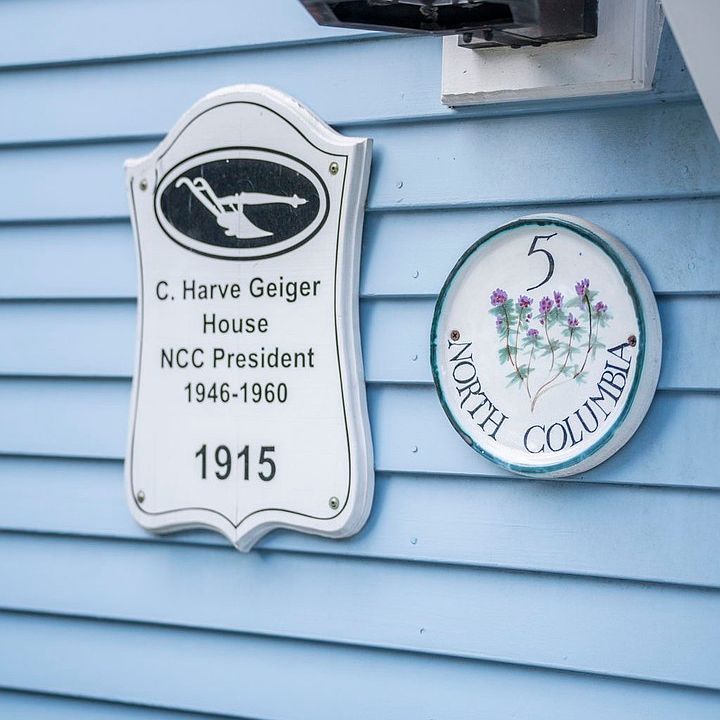 C. Harve Geiger
House
NCC President
1946-1960
1915
5
NORTH COLUMBIA